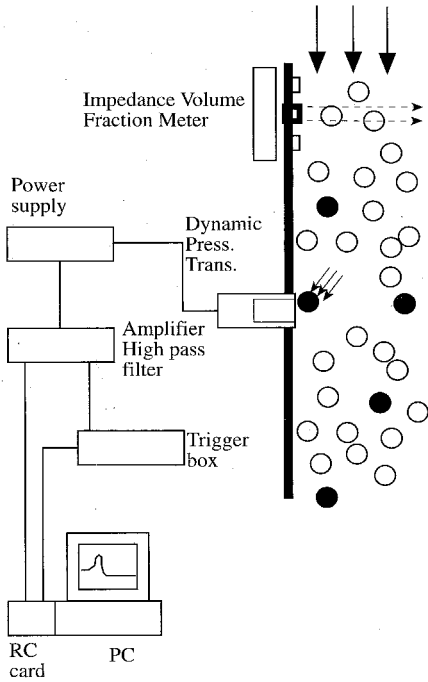 Impedance Volume
Fraction Meter
Power
supply
Dynamic
Press.
Trans.
Amplifier
High pass
filter
Trigger
box
RC
card
PC